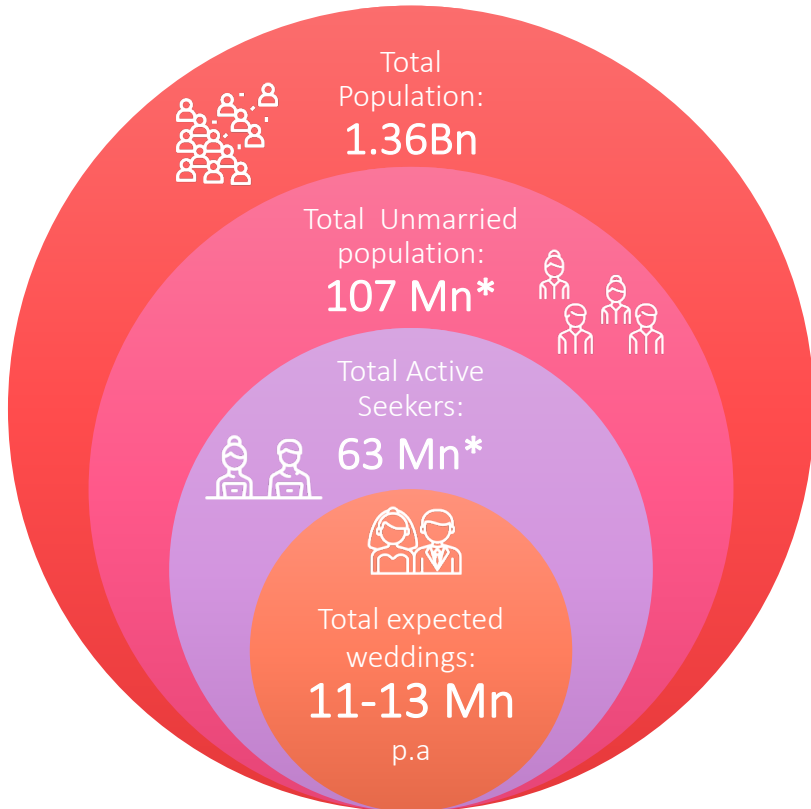 Total
Population:
1.36Bn
Total Unmarried
population:
107 Mn*
Total Active
Seekers:
63 Mn*
Total expected
weddings:
11-13 Mn
p.a